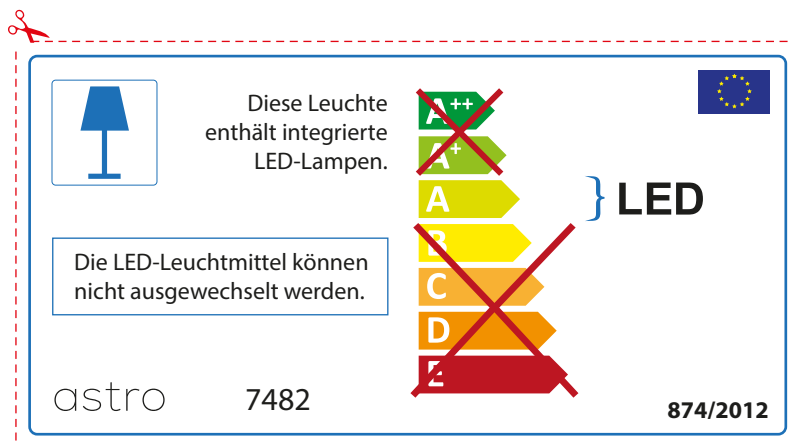 Diese Leuchte
enthält integrierte
LED-Lampen.
Die LED-Leuchtmittel können
nicht ausgewechselt werden.
A++
A+
A
B
C
D
E
LED
astro
7482
874/2012